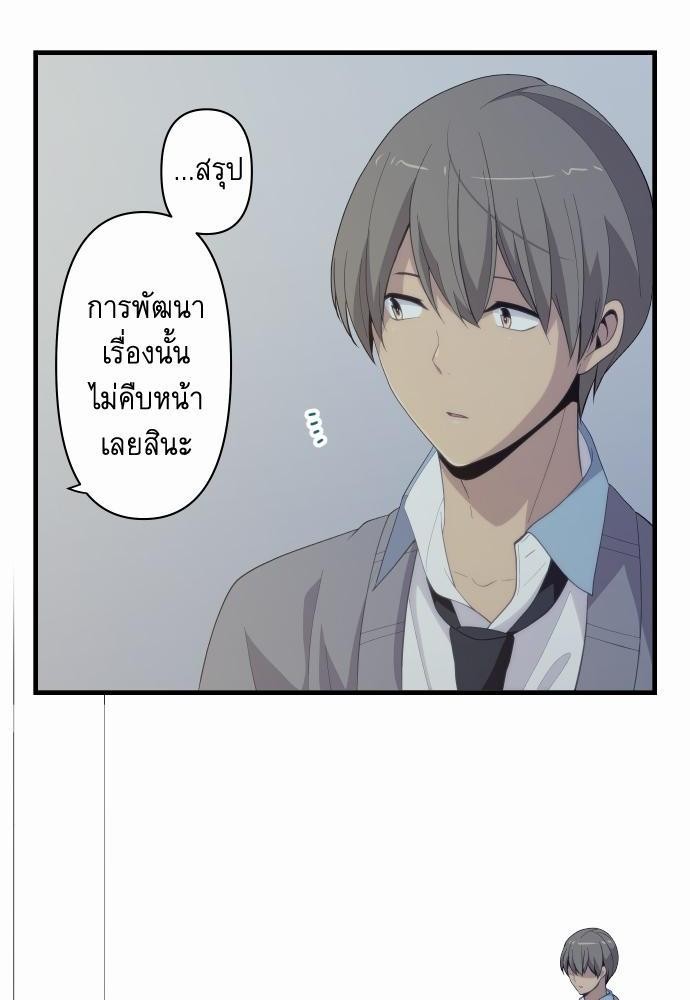 ...สรุป
การพัฒนา
เรื่องนั้น
ไม่คืบหน้า
เลยสินะ